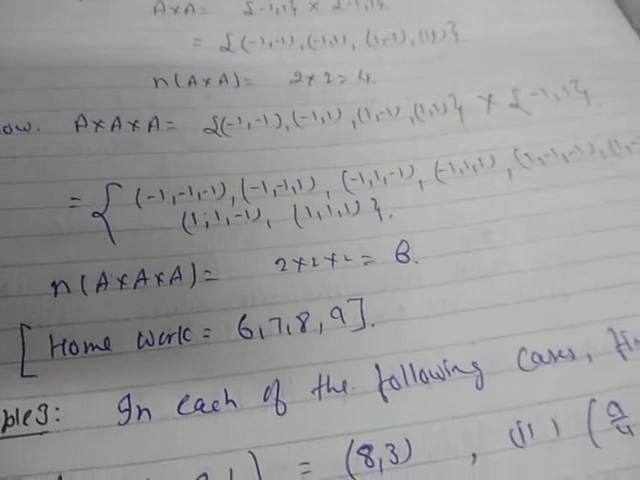 A×A = {-1,1} × {-1,1}
= {(-1,-1), (-1,1), (1,-1), (1,1)}
n(A×A) = 2×2 = 4.
ow. A×A×A = {(-1,-1), (-1,1), (1,-1), (1,1)} × {-1,1}.
= { (-1,-1,-1), (-1,-1,1), (-1,1,-1), (-1,1,1), (1,-1,-1), (1,-
(1,1,-1), (1,1,1)}.
n(A×A×A) = 2×2×2 = 8.
[Home Work = 6,7,8,9].
ple3: In each of the following cases, fi
= (8,3) , (ii)